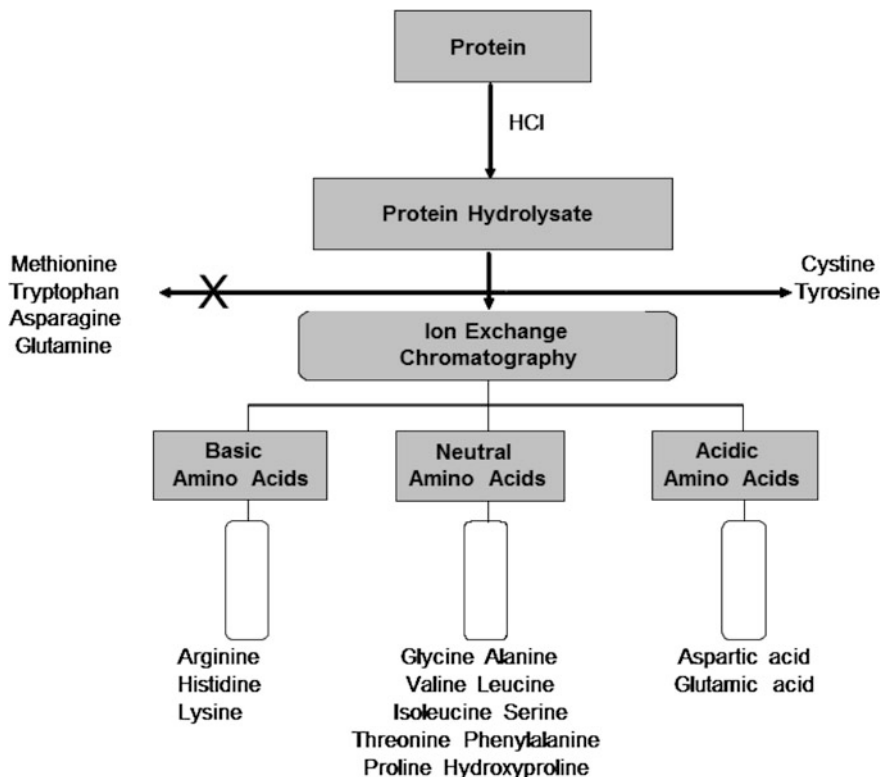 Protein
HCl
Protein Hydrolysate
Methionine
Tryptophan
Asparagine
Glutamine
X
Cystine
Tyrosine
Ion Exchange
Chromatography
Basic
Amino Acids
Neutral
Amino Acids
Acidic
Amino Acids
Arginine
Histidine
Lysine
Glycine Alanine
Valine Leucine
Isoleucine Serine
Threonine Phenylalanine
Proline Hydroxyproline
Aspartic acid
Glutamic acid